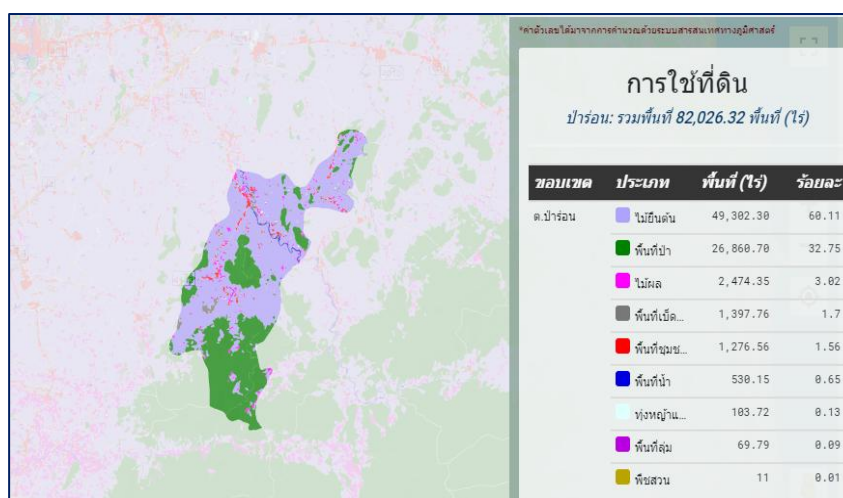 *ค่าตัวเลขได้มาจากการคำนวณด้วยระบบสารสนเทศทางภูมิศาสตร์
การใช้ที่ดิน
ป่าร่อน: รวมพื้นที่ 82,026.32 พื้นที่ (ไร่)
ขอบเขต ประเภท พื้นที่ (ไร่) ร้อยละ
ต.ป่าร่อน ไม้ยืนต้น 49,302.30 60.11
พื้นที่ป่า 26,860.70 32.75
ไม้ผล 2,474.35 3.02
พื้นที่เบ็ด... 1,397.76 1.7
พื้นที่ชุมช... 1,276.56 1.56
พื้นที่น้ำ 530.15 0.65
ทุ่งหญ้าแ... 103.72 0.13
พื้นที่ลุ่ม 69.79 0.09
พืชสวน 11 0.01